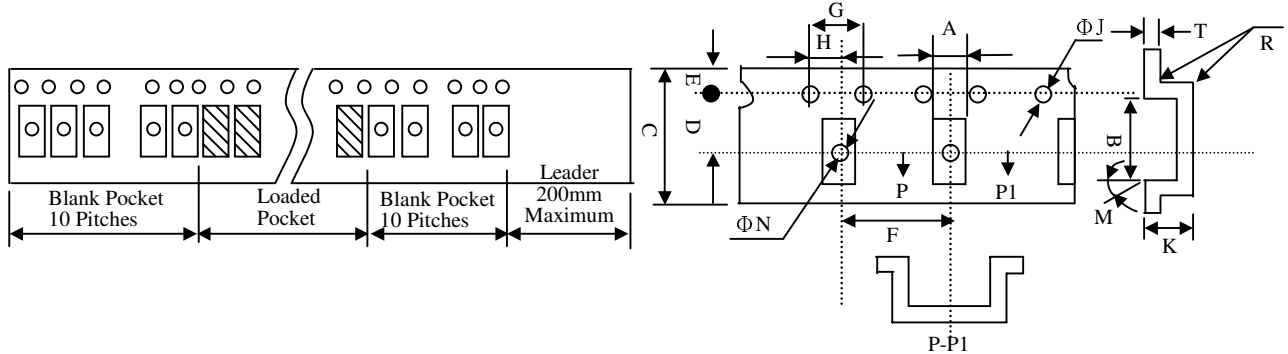 Blank Pocket
10 Pitches
Loaded
Pocket
Blank Pocket
10 Pitches
Leader
200mm
Maximum
G
H
A
ΦJ
T
R
E
C
D
B
P
P1
M
ΦN
F
K
P-P1